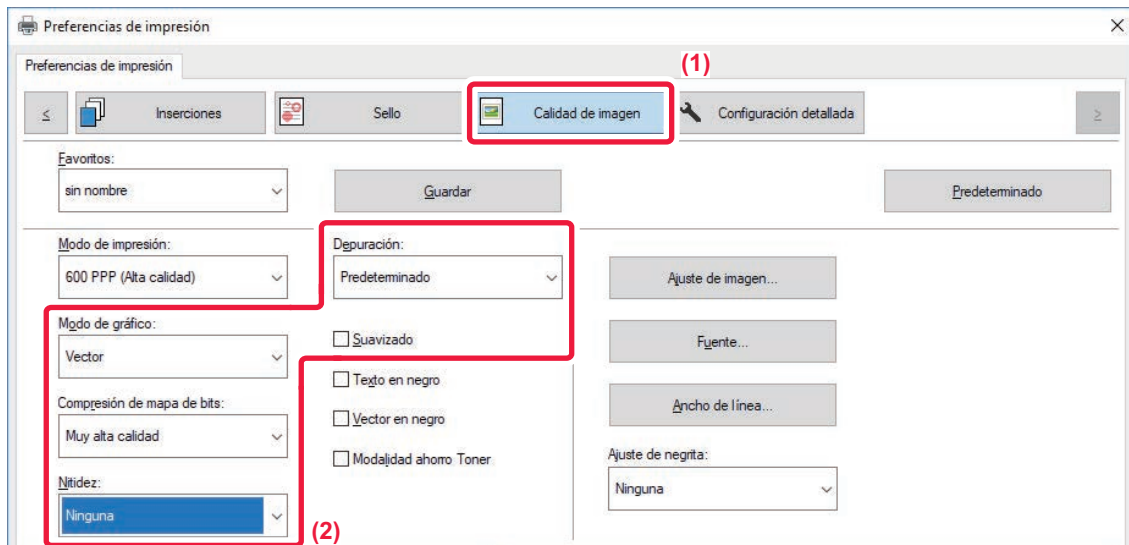 Preferencias de impresión
Preferencias de impresión
(1)
<
Inserciones
Sello
Calidad de imagen
Configuración detallada
>
Favoritos:
sin nombre
Guardar
Predeterminado
Modo de impresión:
600 PPP (Alta calidad)
Depuración:
Predeterminado
Ajuste de imagen...
Modo de gráfico:
Vector
Suavizado
Fuente...
Texto en negro
Compresión de mapa de bits:
Muy alta calidad
Vector en negro
Ancho de línea...
Modalidad ahorro Toner
Ajuste de negrita:
Ninguna
Nitidez:
Ninguna
(2)